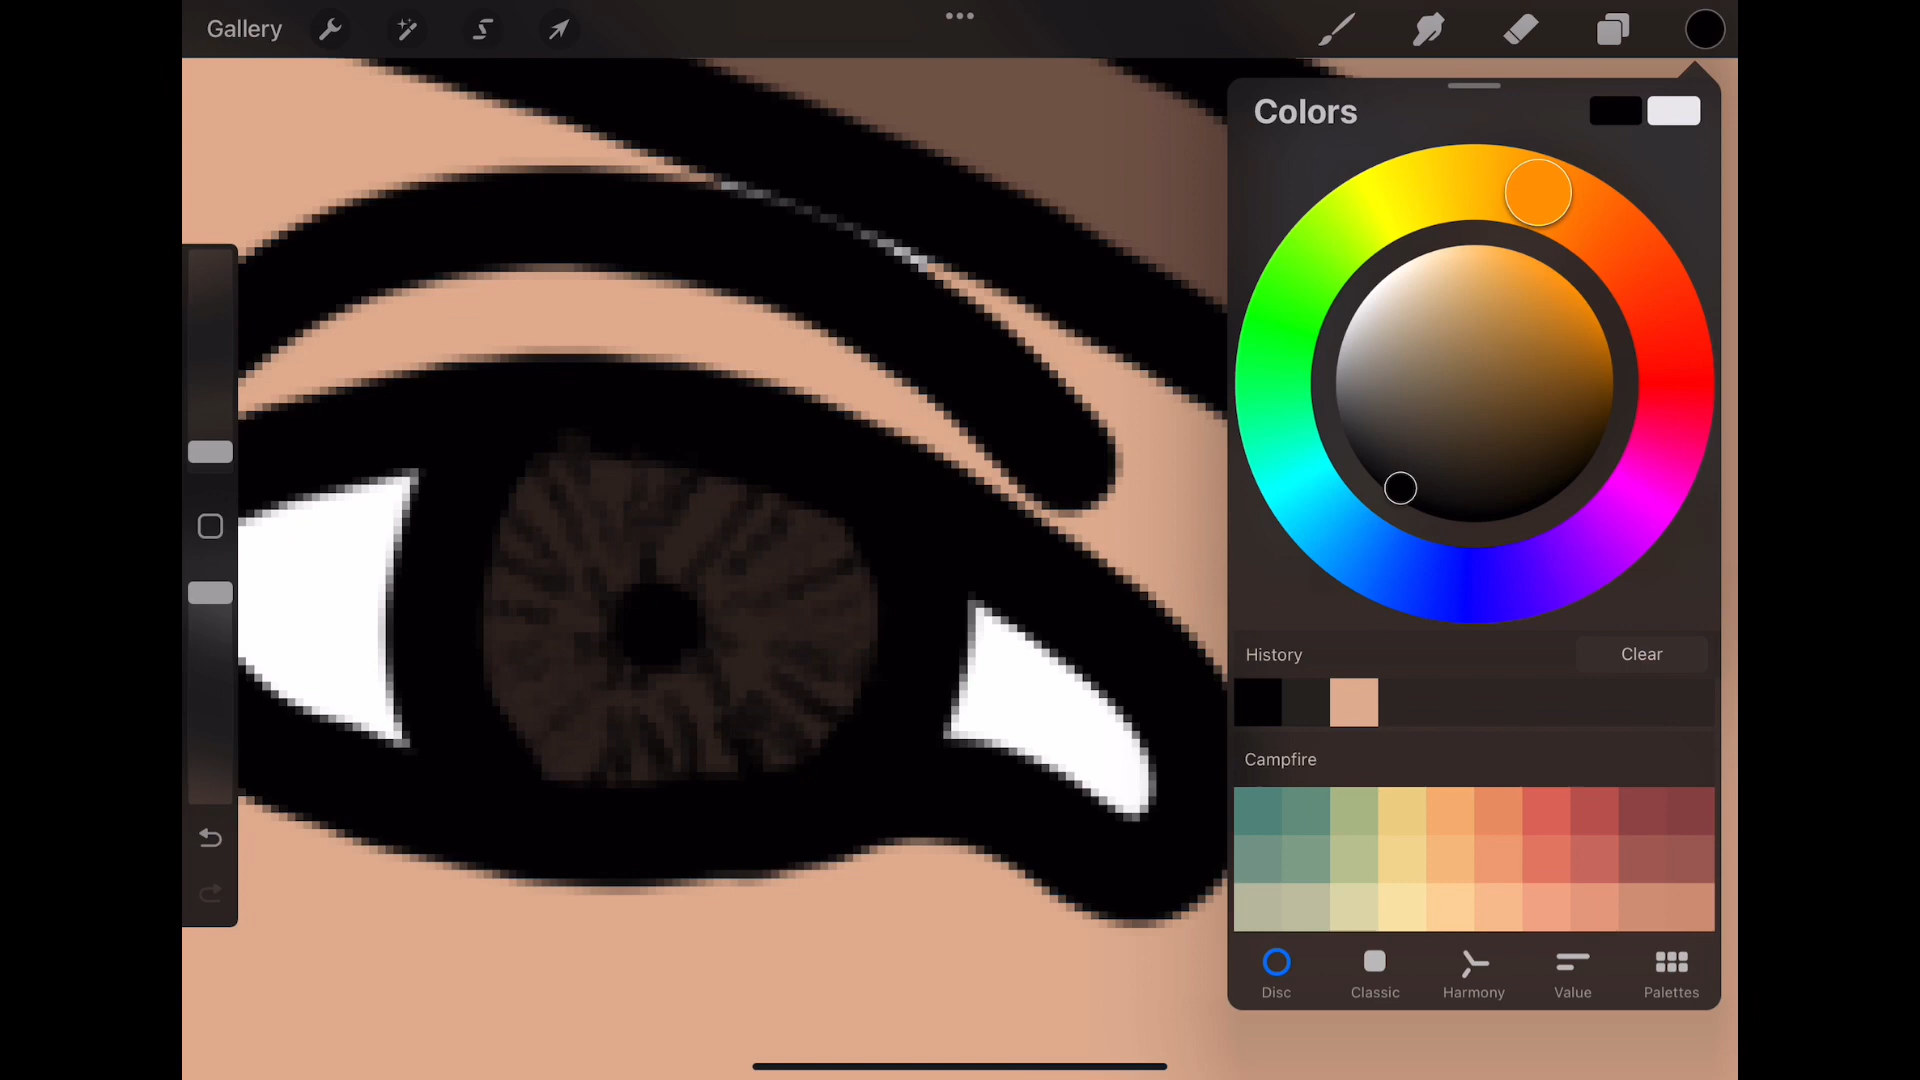 Gallery
Colors
History
Clear
Campfire
Disc
Classic
Harmony
Value
Palettes